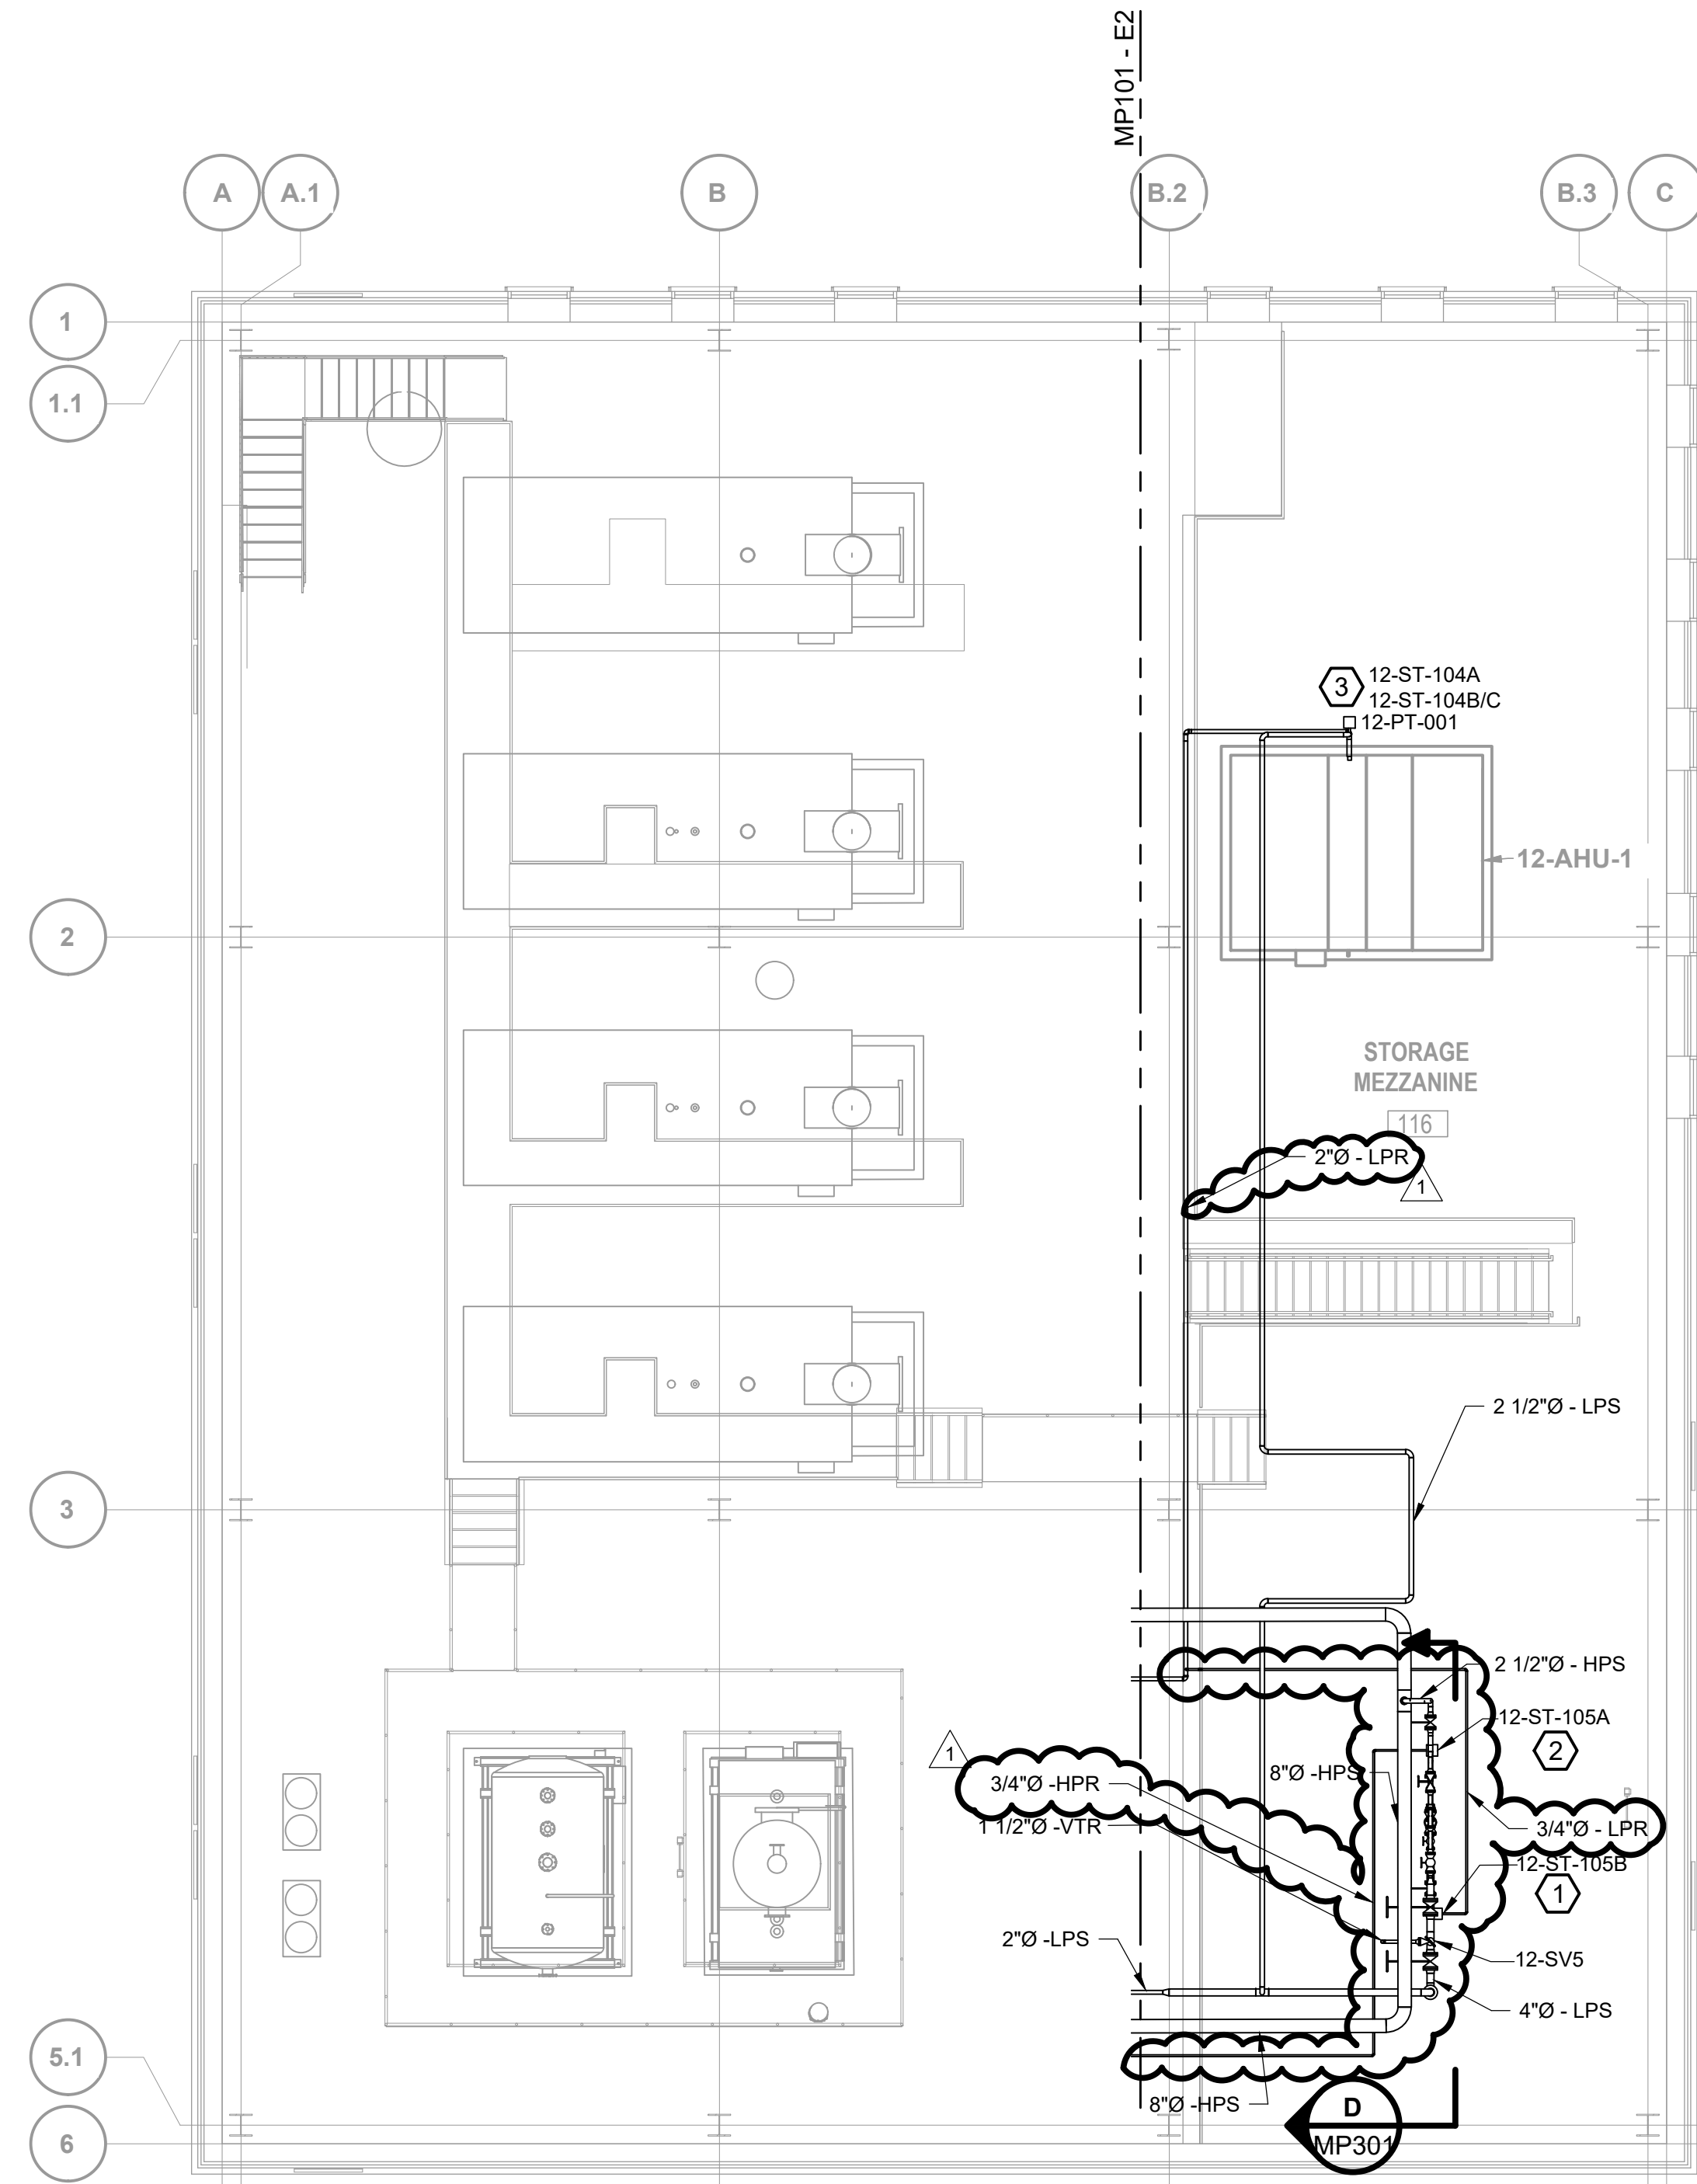 MP101 - E2
A
A.1
B
B.2
B.3
C
1
1.1
3
12-ST-104A
12-ST-104B/C
12-PT-001
12-AHU-1
2
STORAGE
MEZZANINE
116
2"Ø - LPR
1
2 1/2"Ø - LPS
3
2 1/2"Ø - HPS
12-ST-105A
2
1
3/4"Ø -HPR
8"Ø -HPS
1 1/2"Ø -VTR
3/4"Ø - LPR
12-ST-105B
1
2"Ø -LPS
12-SV5
4"Ø - LPS
5.1
8"Ø -HPS
D
MP301
6